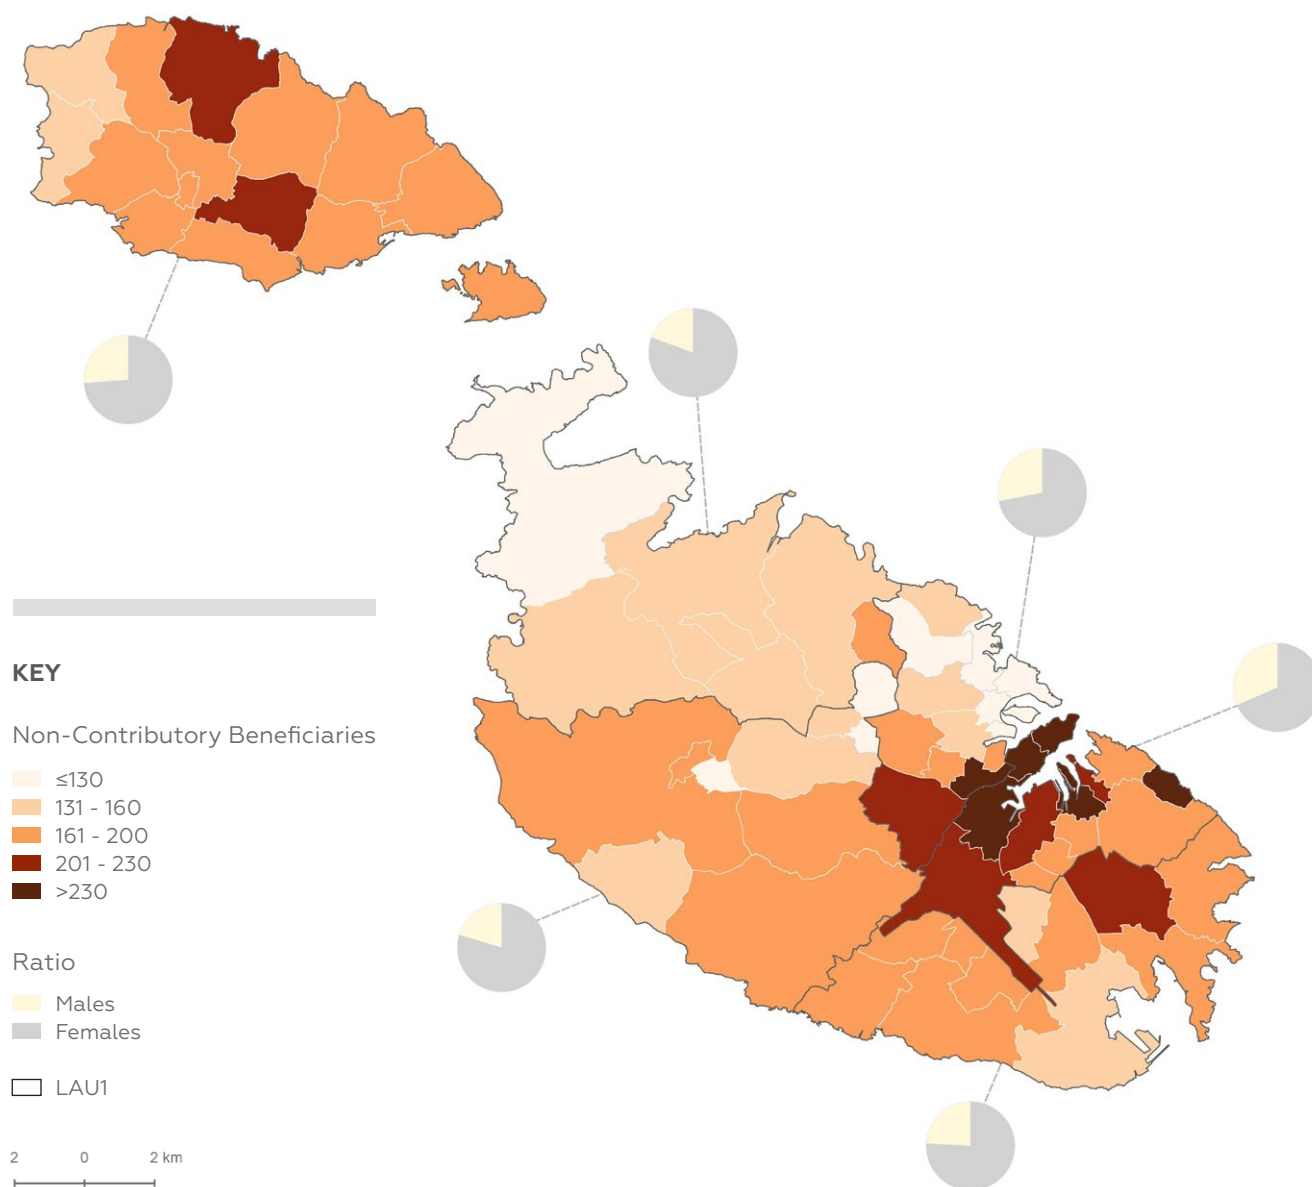 KEY
Non-Contributory Beneficiaries
≤130
131 - 160
161 - 200
201 - 230
>230
Ratio
Males
Females
LAU1
2 0 2 km